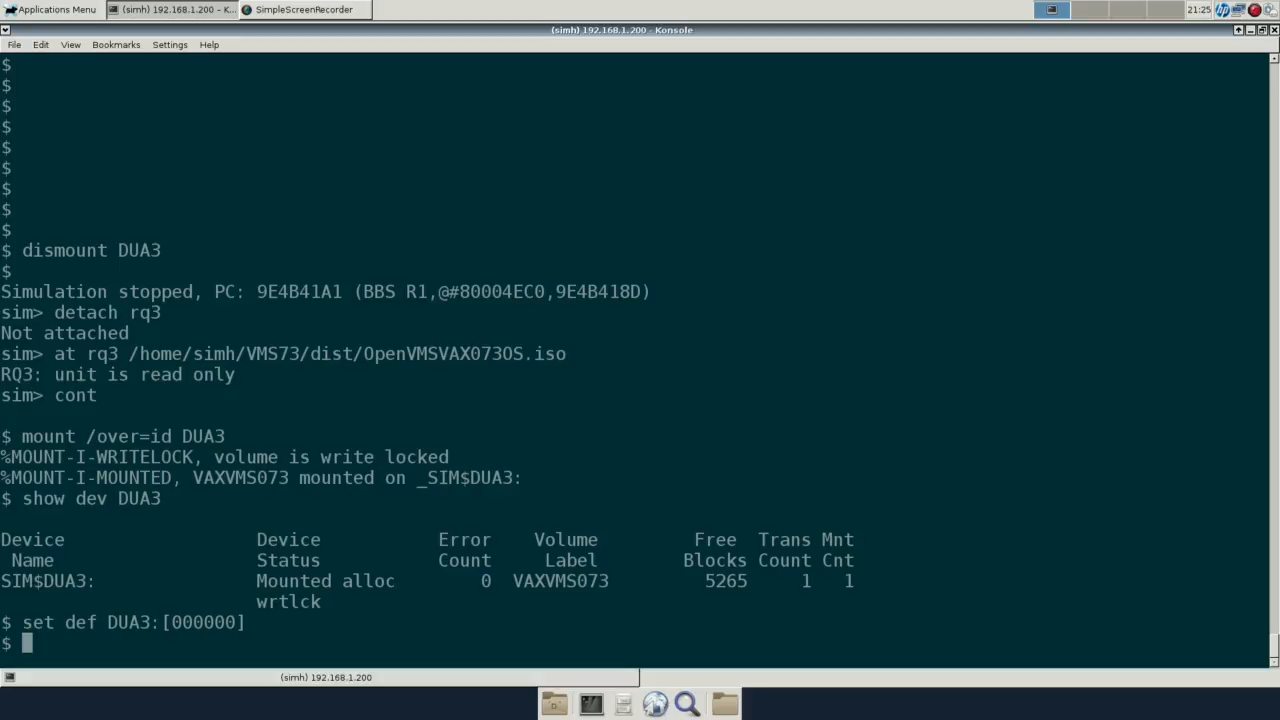 Applications Menu (simh) 192.168.1.200 - K... SimpleScreenRecorder 21:25
(simh) 192.168.1.200 - Konsole
File Edit View Bookmarks Settings Help
$
$
$
$
$
$
$
$
$
$ dismount DUA3
$
Simulation stopped, PC: 9E4B41A1 (BBS R1,@#80004EC0,9E4B418D)
sim> detach rq3
Not attached
sim> at rq3 /home/simh/VMS73/dist/OpenVMSVAX073OS.iso
RQ3: unit is read only
sim> cont
$ mount /over=id DUA3
%MOUNT-I-WRITELOCK, volume is write locked
%MOUNT-I-MOUNTED, VAXVMS073 mounted on _SIM$DUA3:
$ show dev DUA3
Device Device Error Volume Free Trans Mnt
Name Status Count Label Blocks Count Cnt
SIM$DUA3: Mounted alloc 0 VAXVMS073 5265 1 1
wrtlck
$ set def DUA3:[000000]
$
(simh) 192.168.1.200